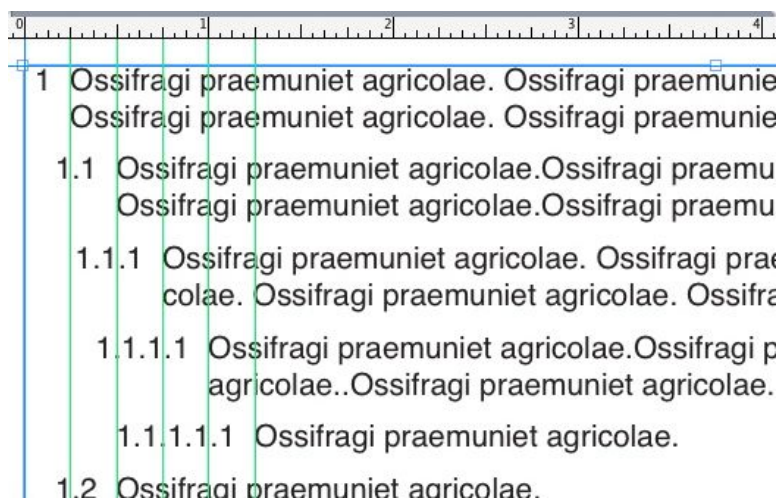 0 1 2 3 4
1 Ossifragi praemuniet agricolae. Ossifragi praemunie
Ossifragi praemuniet agricolae. Ossifragi praemunie
1.1 Ossifragi praemuniet agricolae.Ossifragi praemu
Ossifragi praemuniet agricolae.Ossifragi praemu
1.1.1 Ossifragi praemuniet agricolae. Ossifragi prae
colae. Ossifragi praemuniet agricolae. Ossifra
1.1.1.1 Ossifragi praemuniet agricolae.Ossifragi p
agricolae..Ossifragi praemuniet agricolae.
1.1.1.1.1 Ossifragi praemuniet agricolae.
1.2 Ossifragi praemuniet agricolae.